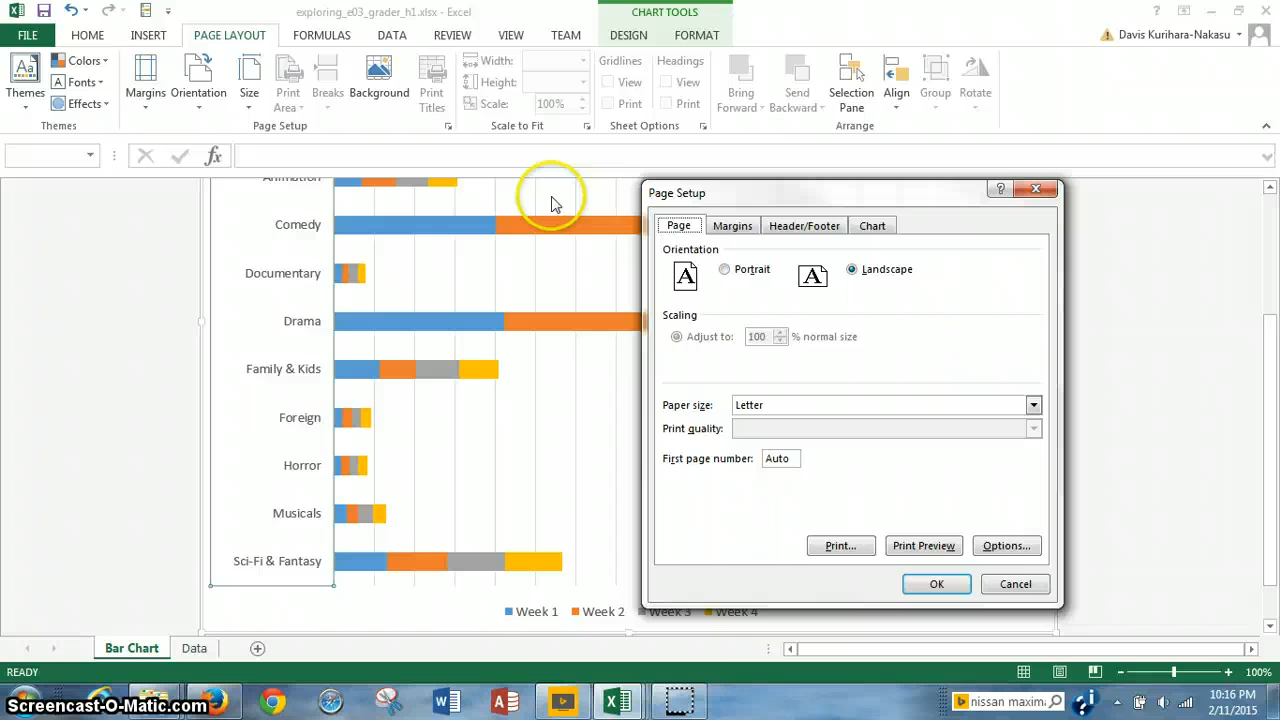 exploring_e03_grader_h1.xlsx - Excel
CHART TOOLS
FILE HOME INSERT PAGE LAYOUT FORMULAS DATA REVIEW VIEW TEAM DESIGN FORMAT Davis Kurihara-Nakasu
Themes Colors Fonts Effects
Margins Orientation Size Print Area Breaks Background Print Titles
Width: Height: Scale: 100%
Gridlines View Print Headings View Print
Bring Forward Send Backward Selection Pane Align Group Rotate
Themes Page Setup Scale to Fit Sheet Options Arrange
fx
Animation
Comedy
Documentary
Drama
Family & Kids
Foreign
Horror
Musicals
Sci-Fi & Fantasy
Week 1 Week 2 Week 3 Week 4
Page Setup
Page Margins Header/Footer Chart
Orientation
A Portrait A Landscape
Scaling
Adjust to: 100 % normal size
Paper size: Letter
Print quality:
First page number: Auto
Print... Print Preview Options...
OK Cancel
Bar Chart Data
READY 100%
Screencast-O-Matic.com
nissan maxima
10:16 PM
2/11/2015